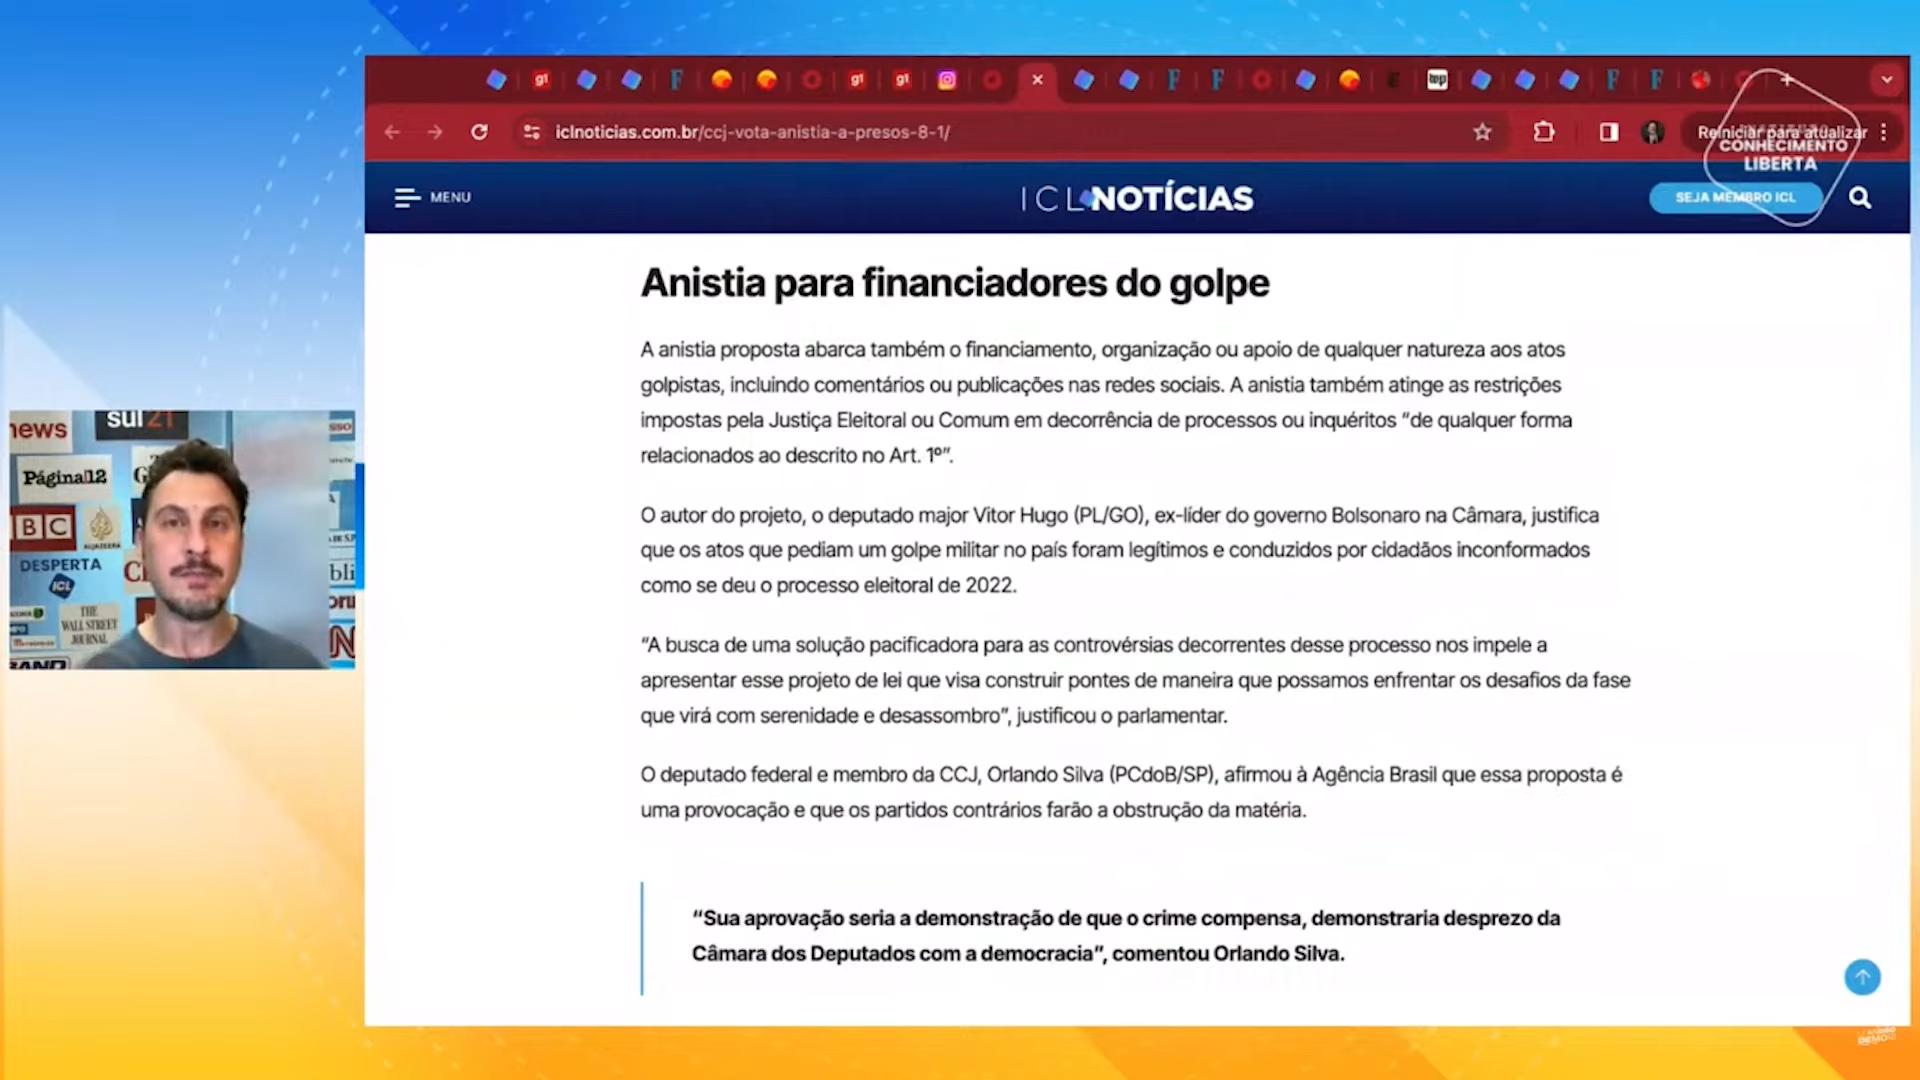 iclnoticias.com.br/ccj-vota-anistia-a-presos-8-1/
Reiniciar para atualizar
CONHECIMENTO
LIBERTA
MENU
ICL NOTÍCIAS
SEJA MEMBRO ICL
Anistia para financiadores do golpe
A anistia proposta abarca também o financiamento, organização ou apoio de qualquer natureza aos atos
golpistas, incluindo comentários ou publicações nas redes sociais. A anistia também atinge as restrições
impostas pela Justiça Eleitoral ou Comum em decorrência de processos ou inquéritos “de qualquer forma
relacionados ao descrito no Art. 1º”.
O autor do projeto, o deputado major Vitor Hugo (PL/GO), ex-líder do governo Bolsonaro na Câmara, justifica
que os atos que pediam um golpe militar no país foram legítimos e conduzidos por cidadãos inconformados
como se deu o processo eleitoral de 2022.
“A busca de uma solução pacificadora para as controvérsias decorrentes desse processo nos impele a
apresentar esse projeto de lei que visa construir pontes de maneira que possamos enfrentar os desafios da fase
que virá com serenidade e desassombro”, justificou o parlamentar.
O deputado federal e membro da CCJ, Orlando Silva (PCdoB/SP), afirmou à Agência Brasil que essa proposta é
uma provocação e que os partidos contrários farão a obstrução da matéria.
“Sua aprovação seria a demonstração de que o crime compensa, demonstraria desprezo da
Câmara dos Deputados com a democracia”, comentou Orlando Silva.
news
sul21
Página12
BBC
ALJAZEERA
DESPERTA
ICL
THE
WALL STREET
JOURNAL
BAND